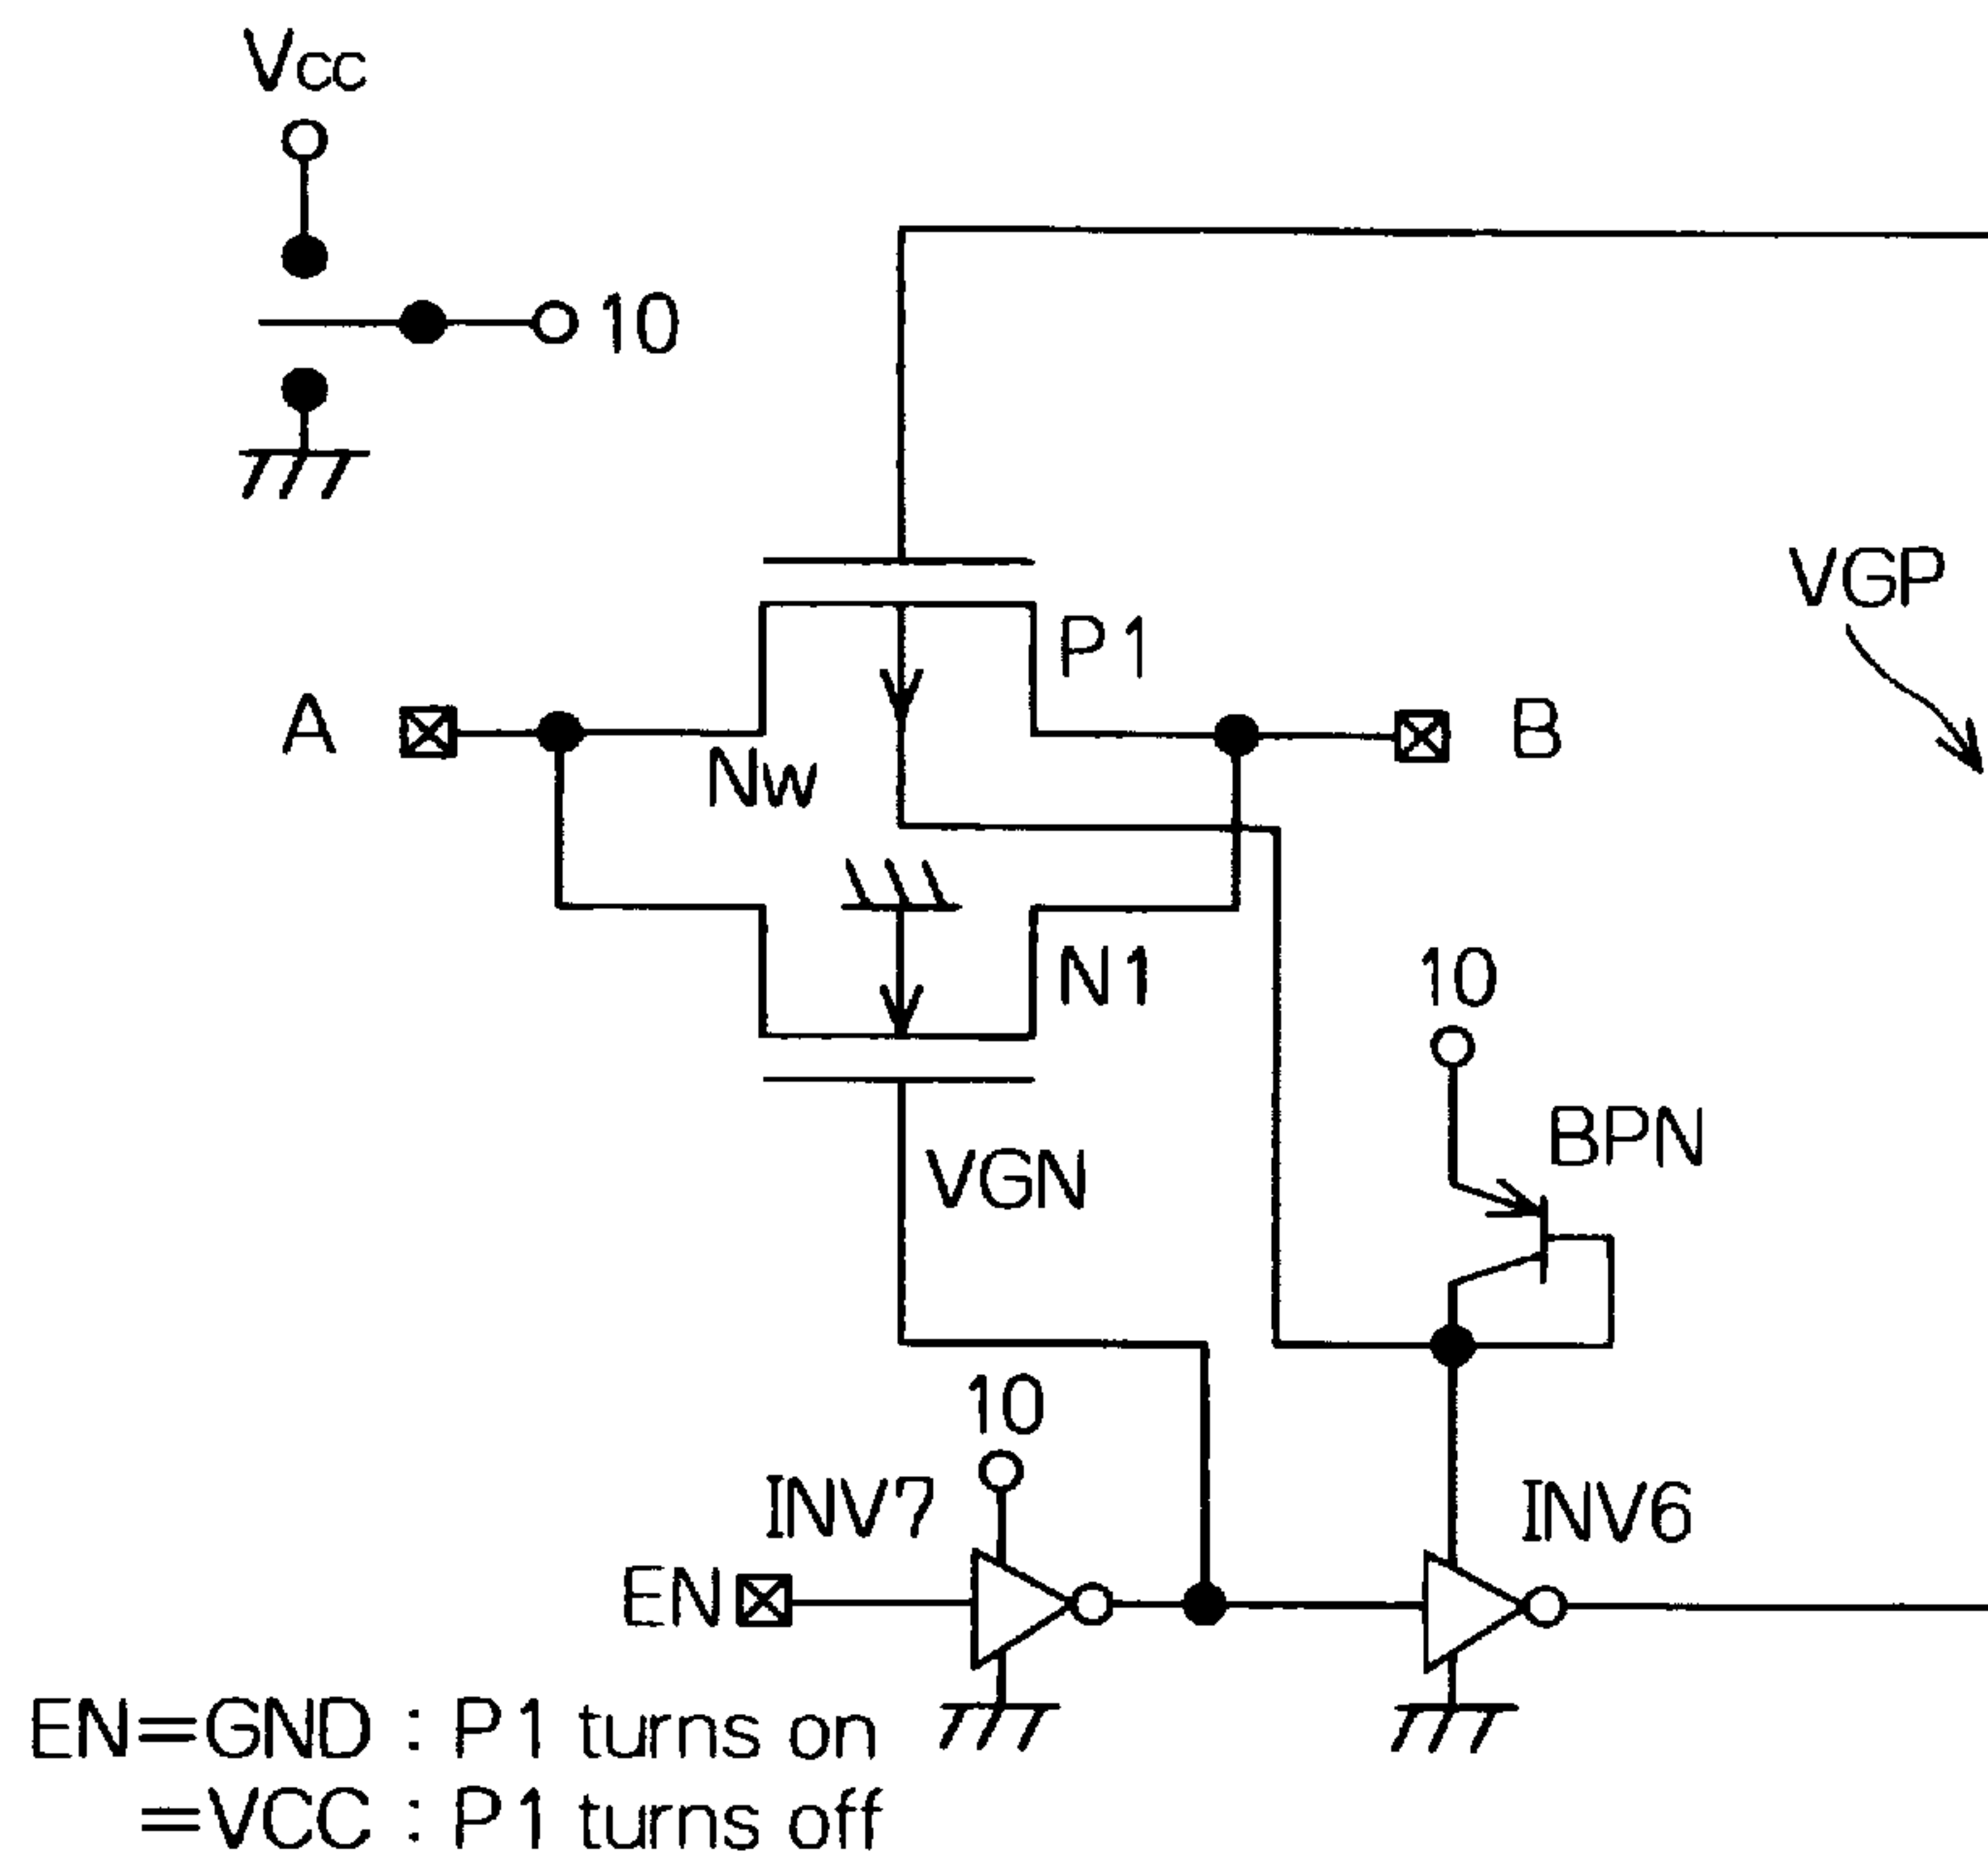 Vcc
10
VGP
P1
A
B
Nw
N1
10
BPN
VGN
10
INV7
INV6
EN
EN=GND : P1 turns on
=VCC : P1 turns off